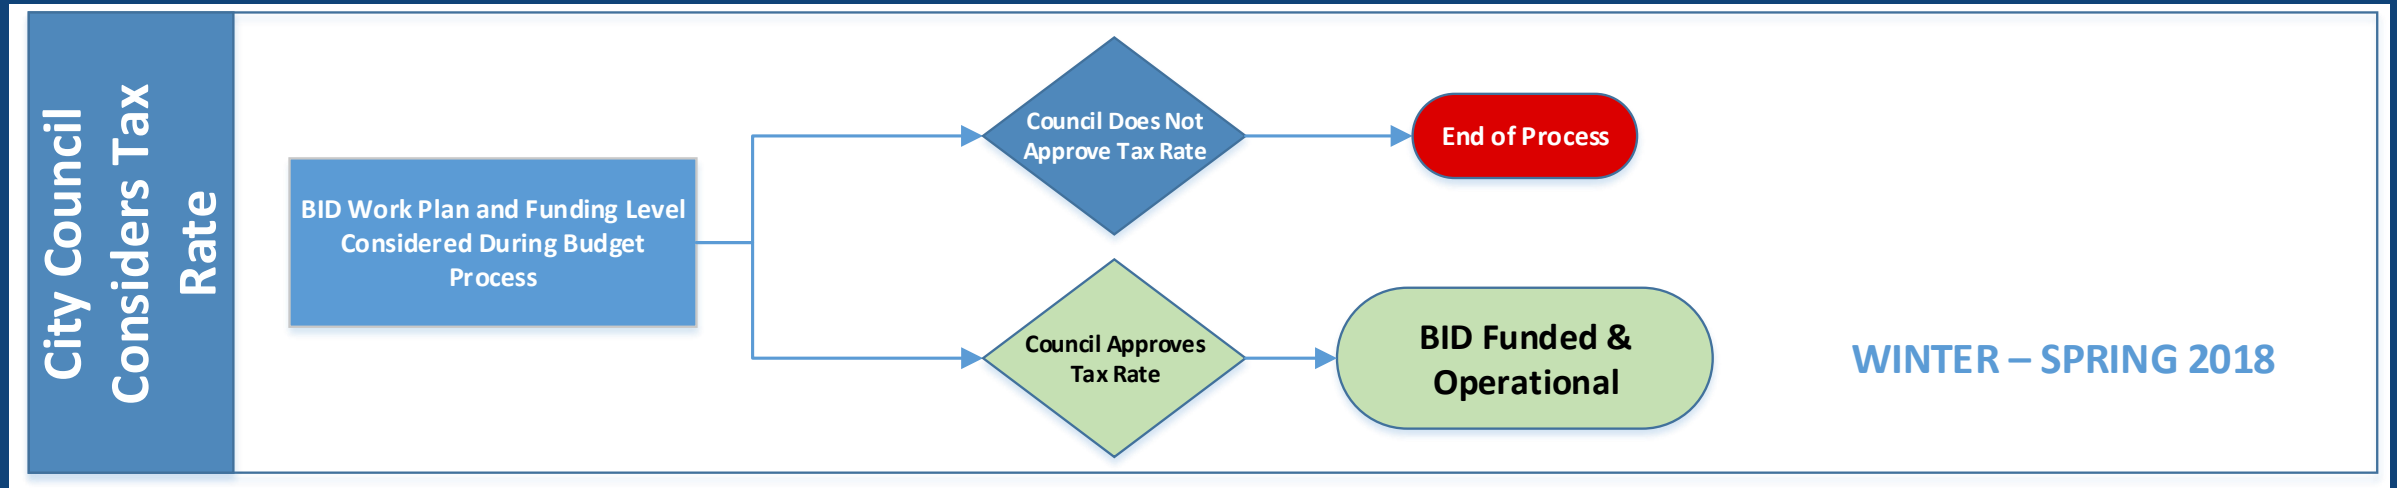 City Council
Considers Tax
Rate
BID Work Plan and Funding Level
Considered During Budget
Process
Council Does Not
Approve Tax Rate
End of Process
Council Approves
Tax Rate
BID Funded &
Operational
WINTER – SPRING 2018